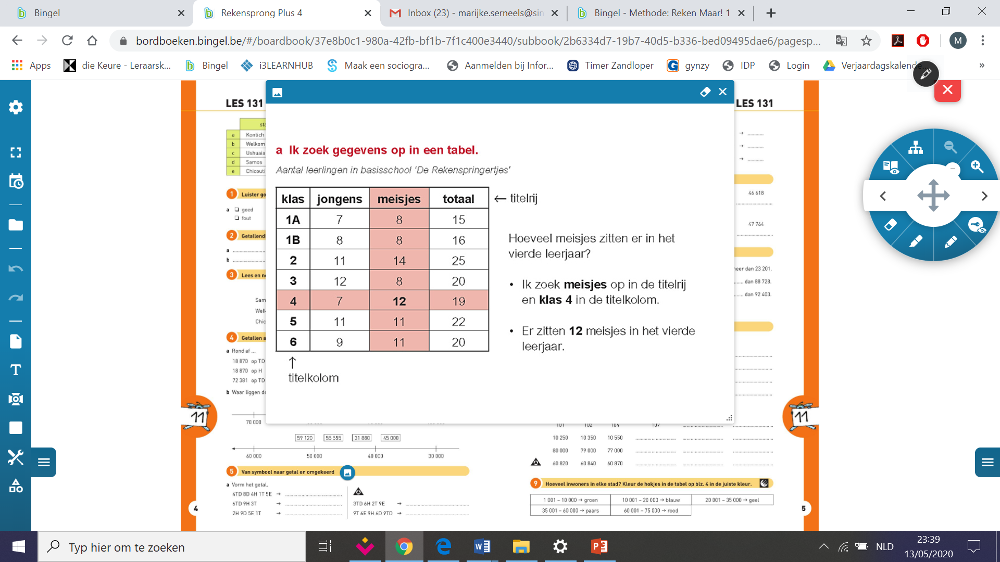 Bingel
Rekensprong Plus 4
Inbox (23) - marijke.serneels@sin
Bingel - Methode: Reken Maar! 1
bordboeken.bingel.be/#/boardbook/37e8b0c1-980a-42fb-bf1b-7f1c400e3440/subbook/2b6334d7-19b7-40d5-b336-bed09495dae6/pagesp...
M
Apps
die Keure - Leraarsk...
Bingel
i3LEARNHUB
Maak een sociogra...
Aanmelden bij Infor...
Timer Zandloper
gynzy
IDP
Login
Verjaardagskalende...
»
LES 131
LES 131
a Kontich
b Welkom
c Ushuaia
d Samos
e Chicouti
1 Luister go
a goed
fout
2 Getallend
a
b
3 Lees en n
Sam
Welk
Chic
4 Getallen a
a Rond af ...
18 870 op TD
18 870 op H
72 381 op TD
b Waar liggen de
70 000
a Ik zoek gegevens op in een tabel.
Aantal leerlingen in basisschool 'De Rekenspringertjes'
klas jongens meisjes totaal ← titelrij
1A 7 8 15
1B 8 8 16
2 11 14 25
3 12 8 20
4 7 12 19
5 11 11 22
6 9 11 20
↑
titelkolom
Hoeveel meisjes zitten er in het
vierde leerjaar?
• Ik zoek meisjes op in de titelrij
en klas 4 in de titelkolom.
• Er zitten 12 meisjes in het vierde
leerjaar.
46 618
47 764
eer dan 23 201.
dan 88 728.
dan 92 403.
11
11
59 120 55 555 31 880 45 000
60 000 50 000 40 000 30 000
5 Van symbool naar getal en omgekeerd
a Vorm het getal.
4TD 8D 4H 1T 5E →
6TD 9H 3T →
2H 9D 5E 1T →
3TD 6H 2T 9E →
9T 6E 9H 6D 9TD →
4
101 102 104 107
10 250 10 350 10 550
80 000 79 000 77 000
60 820 60 840 60 870
9 Hoeveel inwoners in elke stad? Kleur de hokjes in de tabel op blz. 4 in de juiste kleur.
1 001 – 10 000 → groen 10 001 – 20 000 → blauw 20 001 – 35 000 → geel
35 001 – 60 000 → paars 60 001 – 75 000 → rood
5
Typ hier om te zoeken
NLD
23:39
13/05/2020